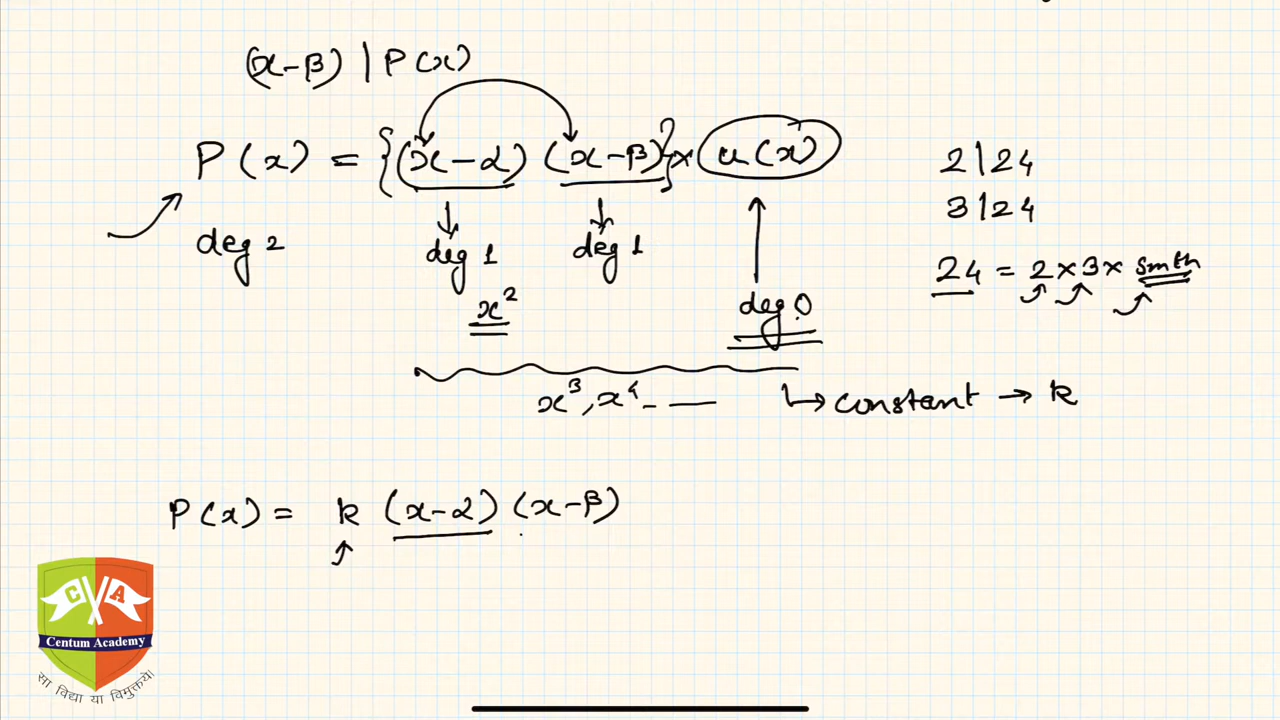 (x-β) | P(x)
P(x) = {(x-α) (x-β)} × u(x)
deg 2
deg 1
deg 1
x²
deg 0
x³, x⁴- —
↳ constant → k
2|24
3|24
24 = 2×3× smth
P(x) = k (x-α) (x-β)
C A
Centum Academy
सा विद्या या विमुक्तये।